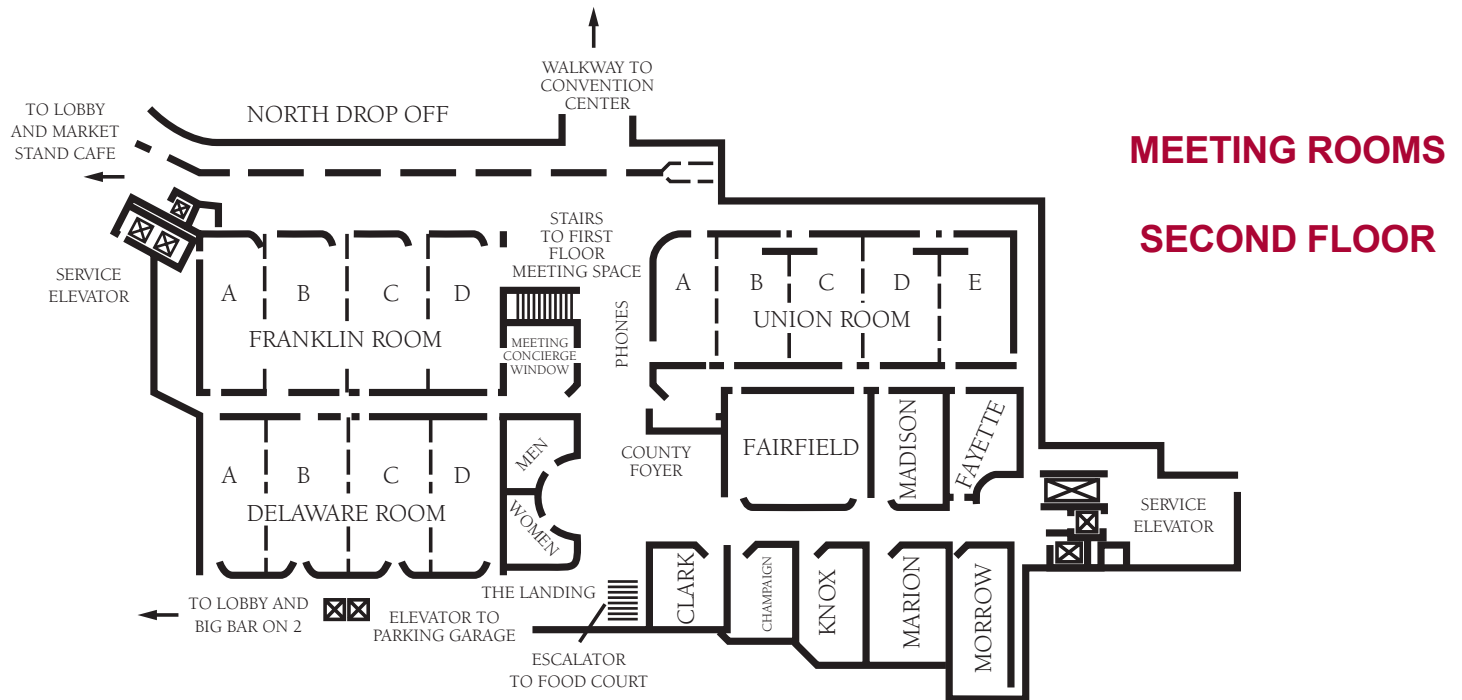 WALKWAY TO
CONVENTION
CENTER
TO LOBBY
AND MARKET
STAND CAFE
NORTH DROP OFF
MEETING ROOMS
SECOND FLOOR
STAIRS
TO FIRST
FLOOR
MEETING SPACE
SERVICE
ELEVATOR
A B C D
FRANKLIN ROOM
MEETING
CONCIERGE
WINDOW
PHONES
A B C D E
UNION ROOM
A B C D
DELAWARE ROOM
MEN
WOMEN
COUNTY
FOYER
FAIRFIELD
MADISON
FAYETTE
SERVICE
ELEVATOR
CLARK
CHAMPAIGN
KNOX
MARION
MORROW
THE LANDING
TO LOBBY AND
BIG BAR ON 2
ELEVATOR TO
PARKING GARAGE
ESCALATOR
TO FOOD COURT